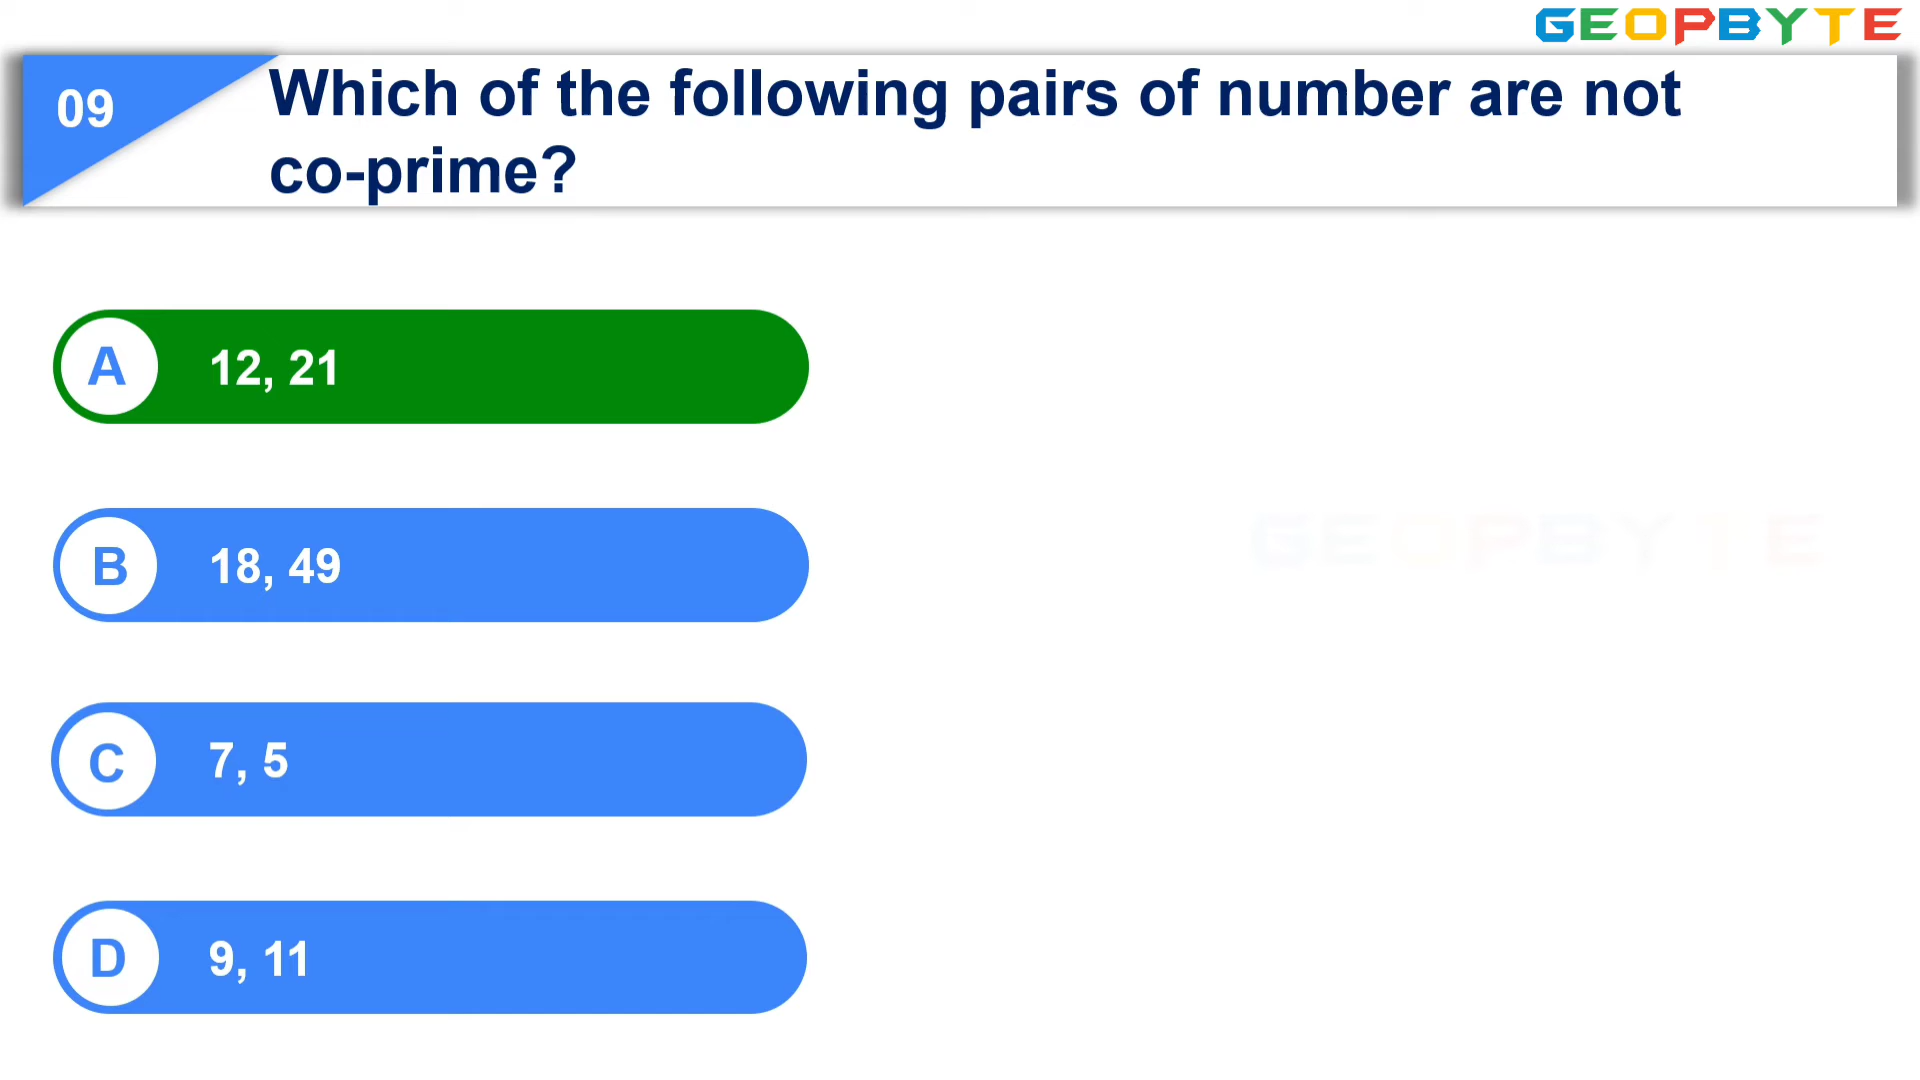 GEOPBYTE
09
Which of the following pairs of number are not
co-prime?
A 12, 21
B 18, 49
GEOPBYTE
C 7, 5
D 9, 11